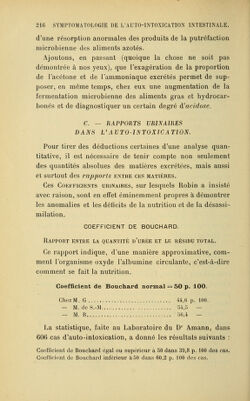 216 SYMPTOMATOLOGIE DE L'AUTO-INTOXICATION INTESTINALE.
d'une résorption anormales des produits de la putréfaction
microbienne des aliments azotés.
Ajoutons, en passant (quoique la chose ne soit pas
démontrée à nos yeux), que l'exagération de la proportion
de l'acétone et de l'ammoniaque excrétés permet de sup-
poser, en même temps, chez eux une augmentation de la
fermentation microbienne des aliments gras et hydrocar-
bonés et de diagnostiquer un certain degré d'acidose.
C. — RAPPORTS URINAIRES
DANS L'AUTO-INTOXICATION.
Pour tirer des déductions certaines d'une analyse quan-
titative, il est nécessaire de tenir compte non seulement
des quantités absolues des matières excrétées, mais aussi
et surtout des rapports ENTRE CES MATIÈRES.
Ces COEFFICIENTS URINAIRES, sur lesquels Robin a insisté
avec raison, sont en effet éminemment propres à démontrer
les anomalies et les déficits de la nutrition et de la désassi-
milation.
COEFFICIENT DE BOUCHARD.
RAPPORT ENTRE LA QUANTITÉ D'URÉE ET LE RÉSIDU TOTAL.
Ce rapport indique, d'une manière approximative, com-
ment l'organisme oxyde l'albumine circulante, c'est-à-dire
comment se fait la nutrition.
Coefficient de Bouchard normal = 50 p. 100.
Chez M. G 44,6 p. 100.
— M. de S.-M. 54,5 —
— M. B. 56,4 —
La statistique, faite au Laboratoire du Dr Amann, dans
606 cas d'auto-intoxication, a donné les résultats suivants :
Coefficient de Bouchard égal ou supérieur à 50 dans 39,8 p. 100 des cas.
Coefficient de Bouchard inférieur à 50 dans 60,2 p. 100 des cas.